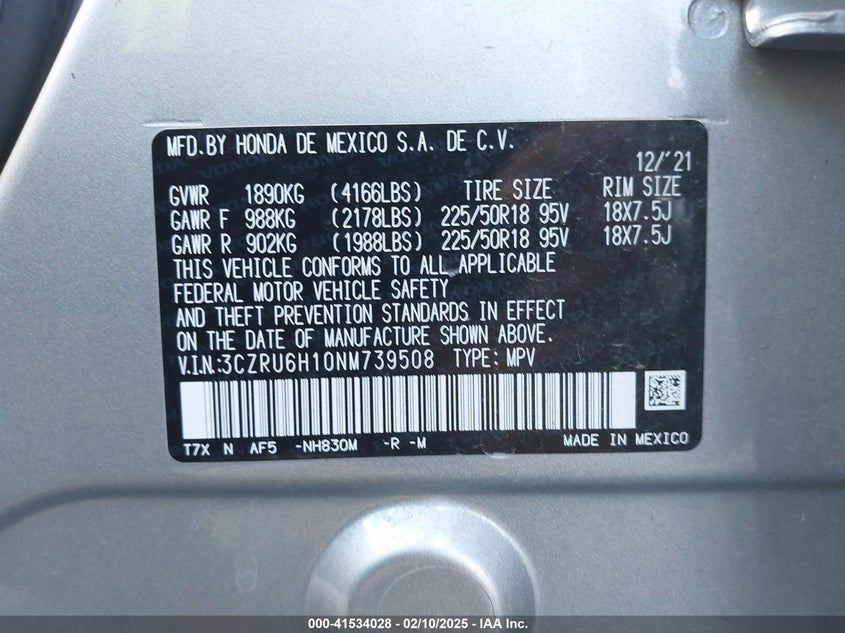 MFD.BY HONDA DE MEXICO S.A. DE C.V.
12/'21
GVWR 1890KG (4166LBS) TIRE SIZE RIM SIZE
GAWR F 988KG (2178LBS) 225/50R18 95V 18X7.5J
GAWR R 902KG (1988LBS) 225/50R18 95V 18X7.5J
THIS VEHICLE CONFORMS TO ALL APPLICABLE
FEDERAL MOTOR VEHICLE SAFETY
AND THEFT PREVENTION STANDARDS IN EFFECT
ON THE DATE OF MANUFACTURE SHOWN ABOVE.
V.I.N.:3CZRU6H10NM739508 TYPE: MPV
T7X N AF5 -NH830M -R -M MADE IN MEXICO
000-41534028 - 02/10/2025 - IAA Inc.